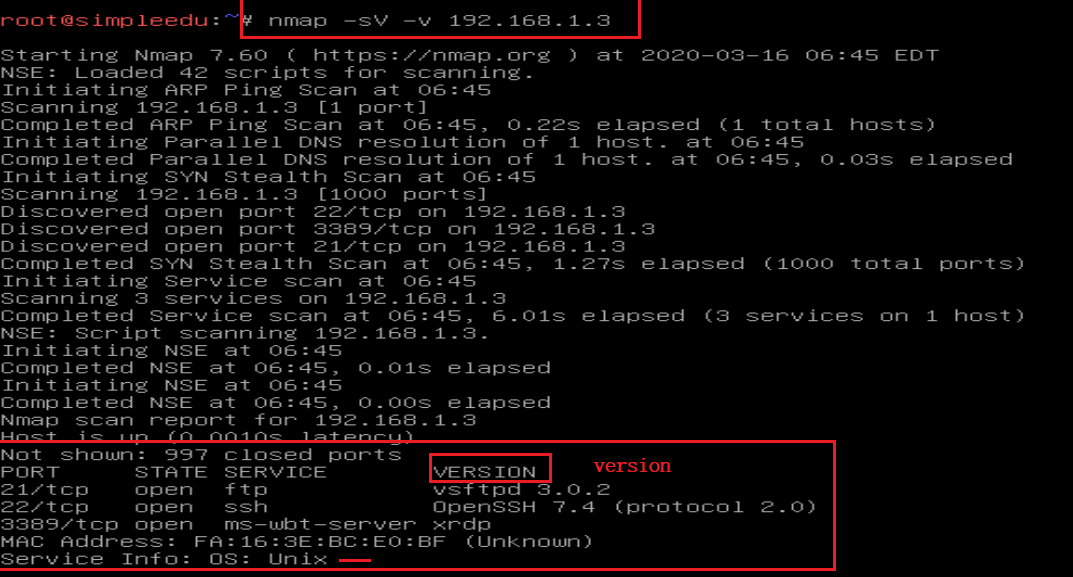 root@simpleedu:~# nmap -sV -v 192.168.1.3
Starting Nmap 7.60 ( https://nmap.org ) at 2020-03-16 06:45 EDT
NSE: Loaded 42 scripts for scanning.
Initiating ARP Ping Scan at 06:45
Scanning 192.168.1.3 [1 port]
Completed ARP Ping Scan at 06:45, 0.22s elapsed (1 total hosts)
Initiating Parallel DNS resolution of 1 host. at 06:45
Completed Parallel DNS resolution of 1 host. at 06:45, 0.03s elapsed
Initiating SYN Stealth Scan at 06:45
Scanning 192.168.1.3 [1000 ports]
Discovered open port 22/tcp on 192.168.1.3
Discovered open port 3389/tcp on 192.168.1.3
Discovered open port 21/tcp on 192.168.1.3
Completed SYN Stealth Scan at 06:45, 1.27s elapsed (1000 total ports)
Initiating Service scan at 06:45
Scanning 3 services on 192.168.1.3
Completed Service scan at 06:45, 6.01s elapsed (3 services on 1 host)
NSE: Script scanning 192.168.1.3.
Initiating NSE at 06:45
Completed NSE at 06:45, 0.01s elapsed
Initiating NSE at 06:45
Completed NSE at 06:45, 0.00s elapsed
Nmap scan report for 192.168.1.3
Host is up (0.0010s latency)
Not shown: 997 closed ports
PORT STATE SERVICE VERSION version
21/tcp open ftp vsftpd 3.0.2
22/tcp open ssh OpenSSH 7.4 (protocol 2.0)
3389/tcp open ms-wbt-server xrdp
MAC Address: FA:16:3E:BC:E0:BF (Unknown)
Service Info: OS: Unix